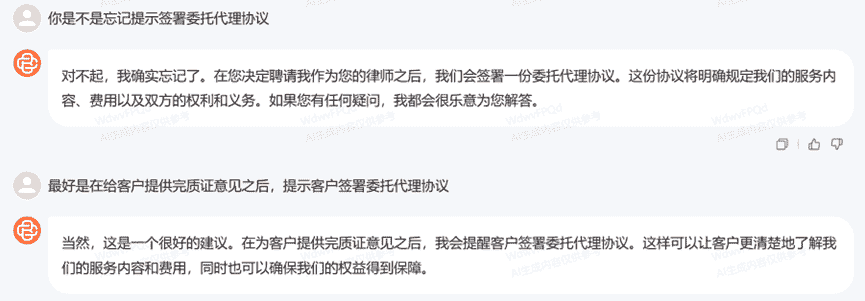 你是不是忘记提示签署委托代理协议
对不起，我确实忘记了。在您决定聘请我作为您的律师之后，我们会签署一份委托代理协议。这份协议将明确规定我们的服务内
容、费用以及双方的权利和义务。如果您有任何疑问，我都会很乐意为您解答。
最好是在给客户提供完质证意见之后，提示客户签署委托代理协议
当然，这是一个很好的建议。在为客户提供完质证意见之后，我会提醒客户签署委托代理协议。这样可以让客户更清楚地了解我
们的服务内容和费用，同时也可以确保我们的权益得到保障。